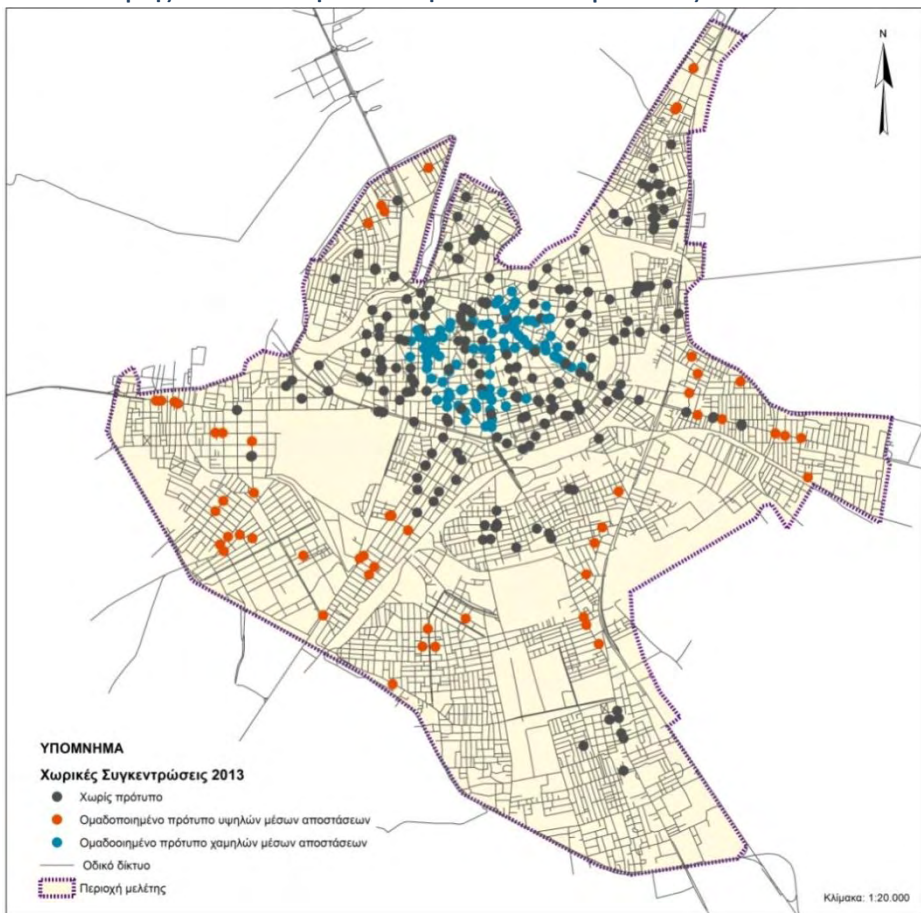 N
ΥΠΟΜΝΗΜΑ
Χωρικές Συγκεντρώσεις 2013
Χωρίς πρότυπο
Ομαδοποιημένο πρότυπο υψηλών μέσων αποστάσεων
Ομαδοοιημένο πρότυπο χαμηλών μέσων αποστάσεων
Οδικό δίκτυο
Περιοχή μελέτης
Κλίμακα: 1:20.000